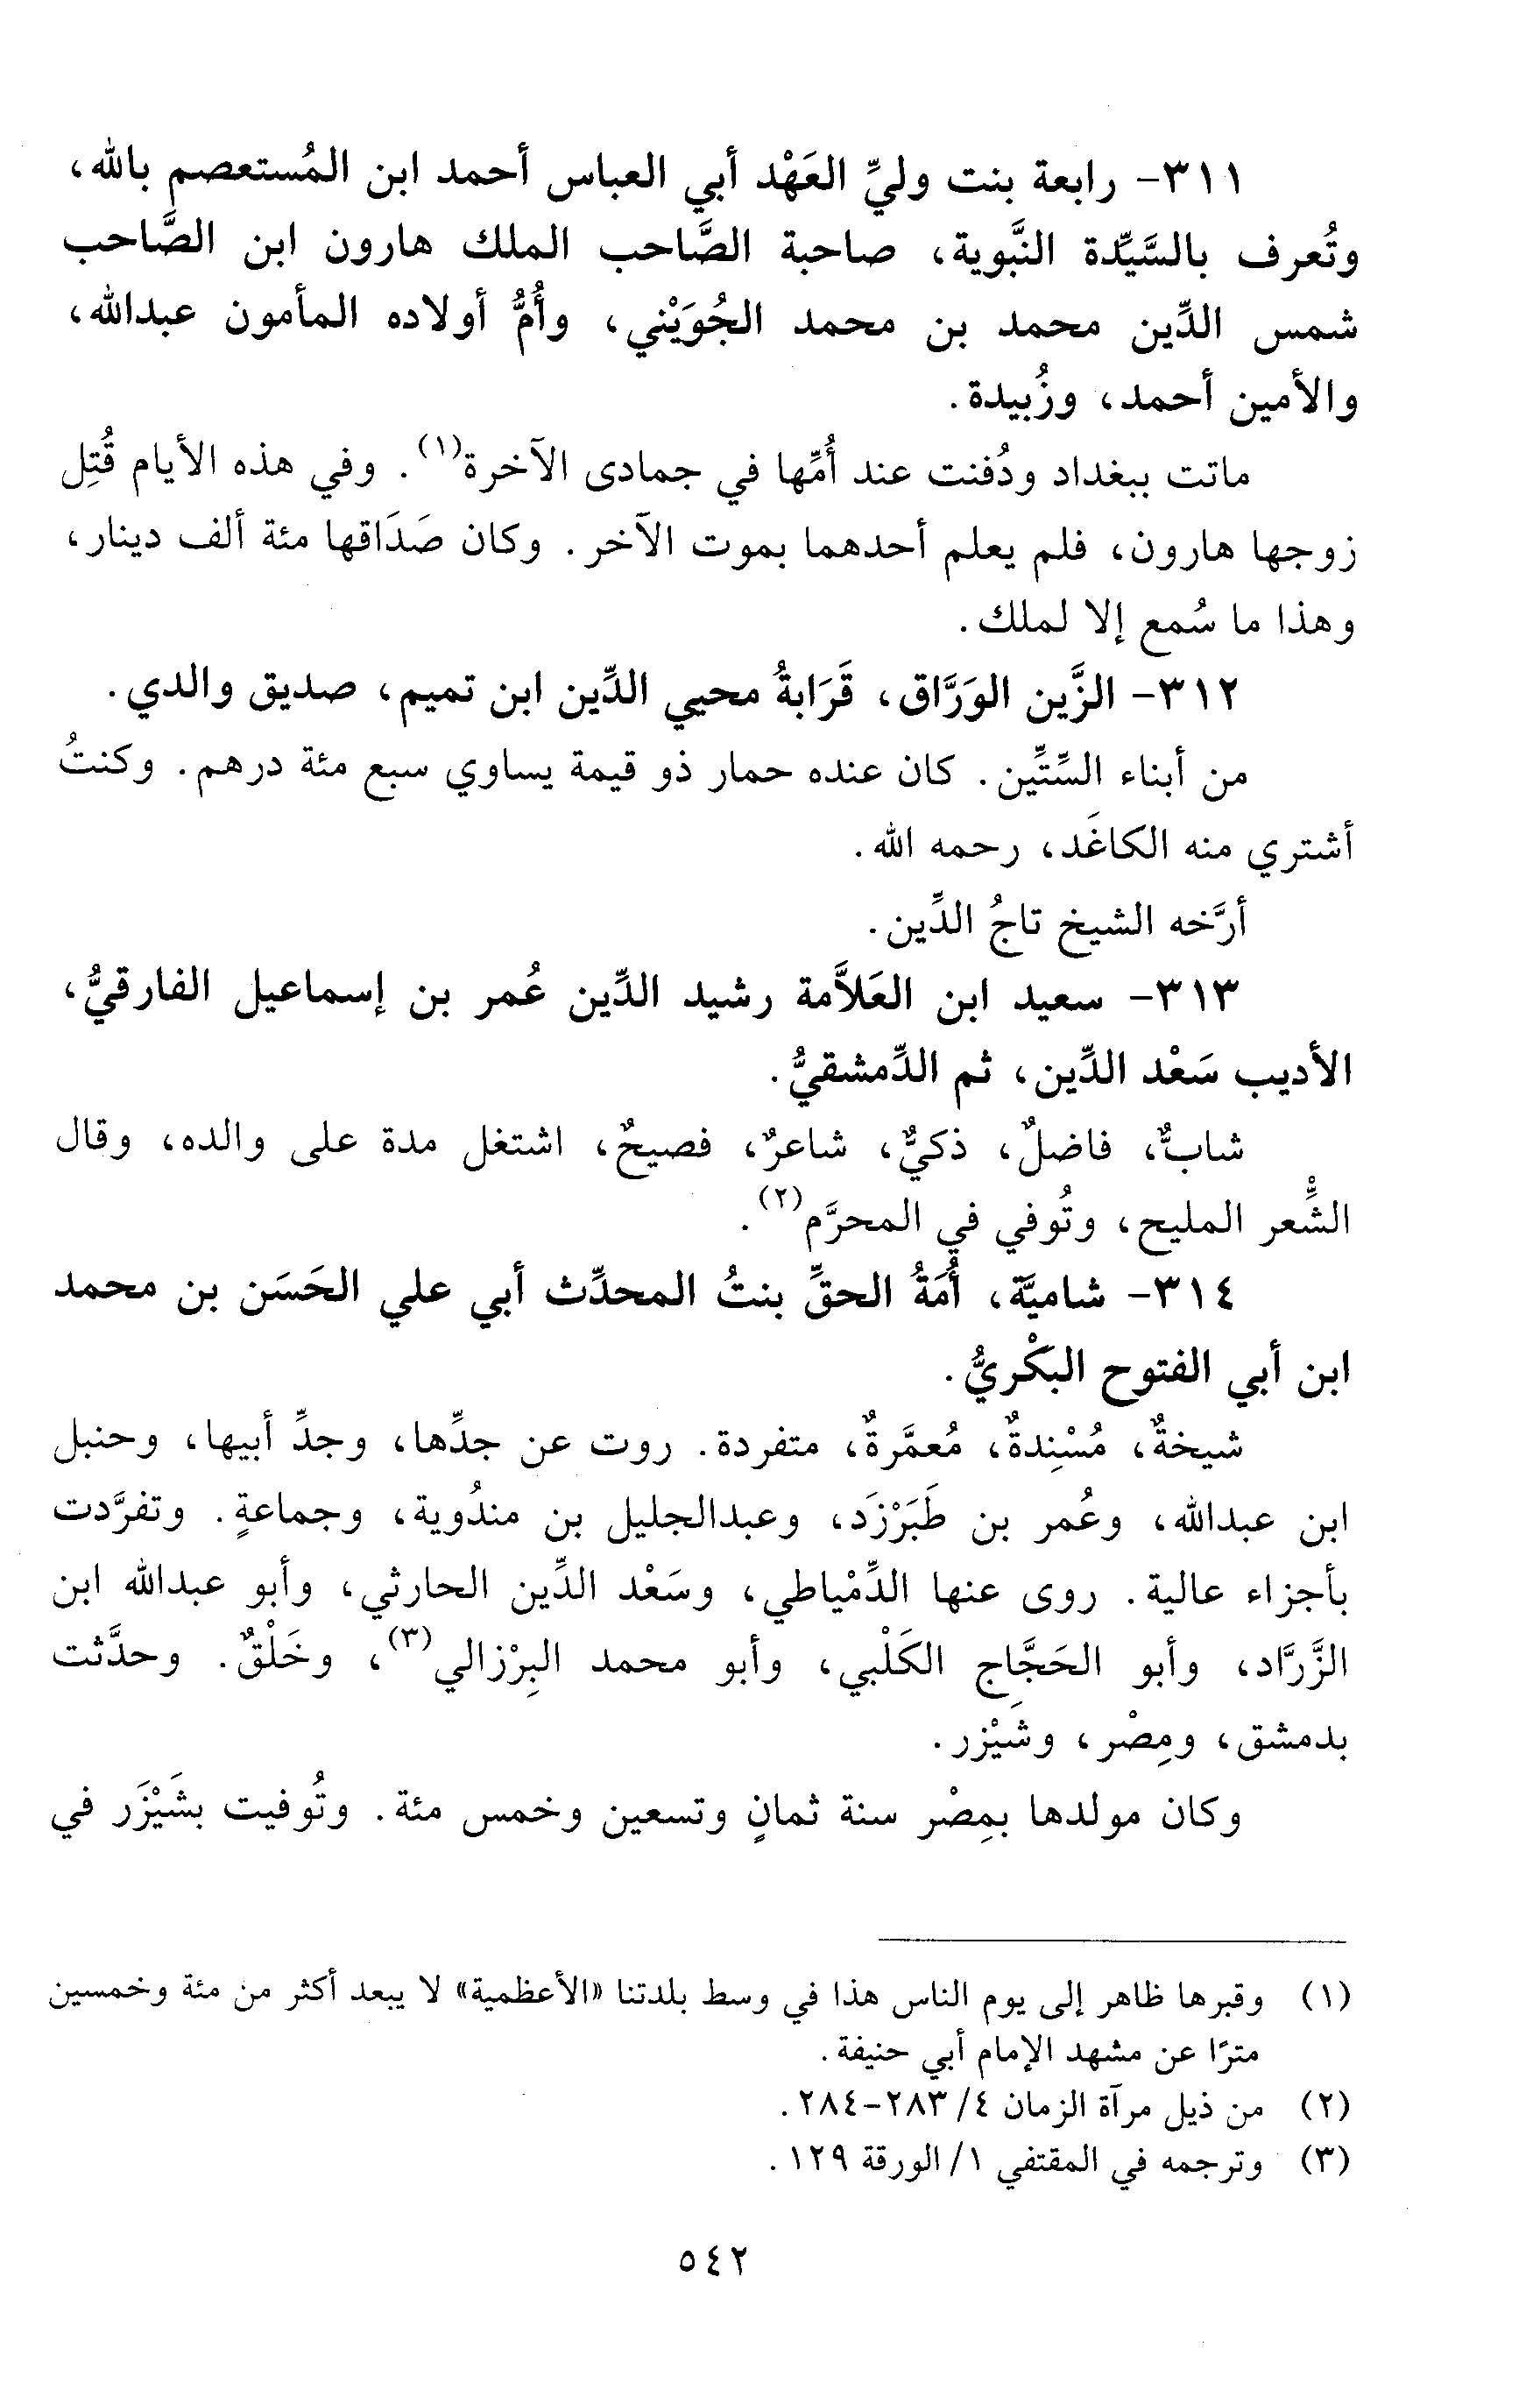 ٣١١- رابعة بنت وليِّ العَهْد أبي العباس أحمد ابن المُستعصم بالله،
وتُعرف بالسَّيِّدة النَّبوية، صاحبة الصَّاحب الملك هارون ابن الصَّاحب
شمس الدِّين محمد بن محمد الجُوَيْني، وأُمُّ أولاده المأمون عبدالله،
والأمين أحمد، وزُبيدة.
ماتت ببغداد ودُفنت عند أُمِّها في جمادى الآخرة(١). وفي هذه الأيام قُتِل
زوجها هارون، فلم يعلم أحدهما بموت الآخر. وكان صَدَاقها مئة ألف دينار،
وهذا ما سُمع إلا لملك.
٣١٢- الزَّين الوَرَّاق، قَرَابةُ محيي الدِّين ابن تميم، صديق والدي.
من أبناء السِّتِّين. كان عنده حمار ذو قيمة يساوي سبع مئة درهم. وكنتُ
أشتري منه الكاغَد، رحمه الله.
أرَّخه الشيخ تاجُ الدِّين.
٣١٣- سعيد ابن العَلاَّمة رشيد الدِّين عُمر بن إسماعيل الفارقيُّ،
الأديب سَعْد الدِّين، ثم الدِّمشقيُّ.
شابٌّ، فاضلٌ، ذكيٌّ، شاعرٌ، فصيحٌ، اشتغل مدة على والده، وقال
الشِّعر المليح، وتُوفي في المحرَّم(٢).
٣١٤- شاميَّة، أُمَةُ الحقِّ بنتُ المحدِّث أبي علي الحَسَن بن محمد
ابن أبي الفتوح البكْريُّ.
شيخةٌ، مُسْنِدةٌ، مُعمَّرةٌ، متفردة. روت عن جدِّها، وجدِّ أبيها، وحنبل
ابن عبدالله، وعُمر بن طَبَرْزَد، وعبدالجليل بن مندُوية، وجماعةٍ. وتفرَّدت
بأجزاء عالية. روى عنها الدِّمْياطي، وسَعْد الدِّين الحارثي، وأبو عبدالله ابن
الزَّرَّاد، وأبو الحَجَّاج الكَلْبي، وأبو محمد البِرْزالي(٣)، وخَلْقٌ. وحدَّثت
بدمشق، ومِصْر، وشَيْزر.
وكان مولدها بمِصْر سنة ثمانٍ وتسعين وخمس مئة. وتُوفيت بشَيْزَر في
(١) وقبرها ظاهر إلى يوم الناس هذا في وسط بلدتنا «الأعظمية» لا يبعد أكثر من مئة وخمسين
مترًا عن مشهد الإمام أبي حنيفة.
(٢) من ذيل مرآة الزمان ٤/ ٢٨٣-٢٨٤.
(٣) وترجمه في المقتفي ١/ الورقة ١٢٩.
٥٤٢